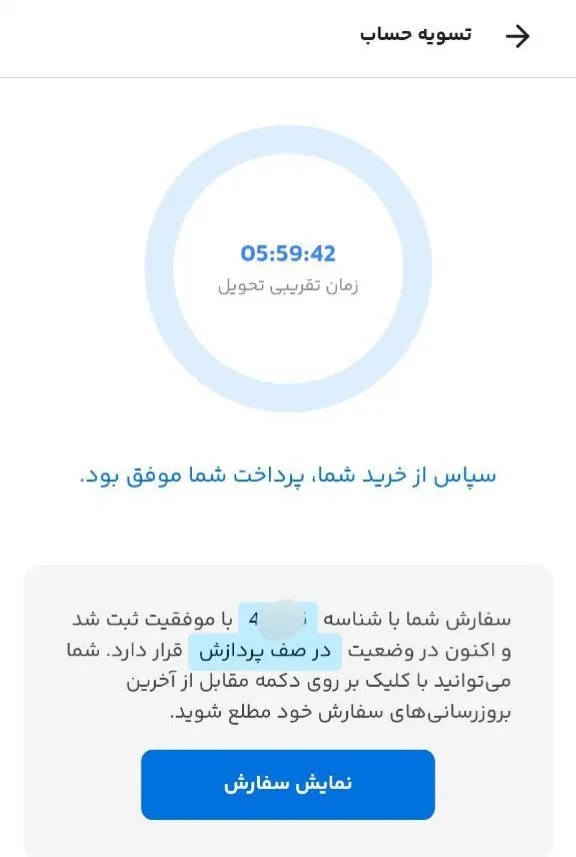 تسویه حساب
05:59:42
زمان تقریبی تحویل
سپاس از خرید شما، پرداخت شما موفق بود.
سفارش شما با شناسه با موفقیت ثبت شد
و اکنون در وضعیت در صف پردازش قرار دارد. شما
می‌توانید با کلیک بر روی دکمه مقابل از آخرین
بروزرسانی‌های سفارش خود مطلع شوید.
نمایش سفارش